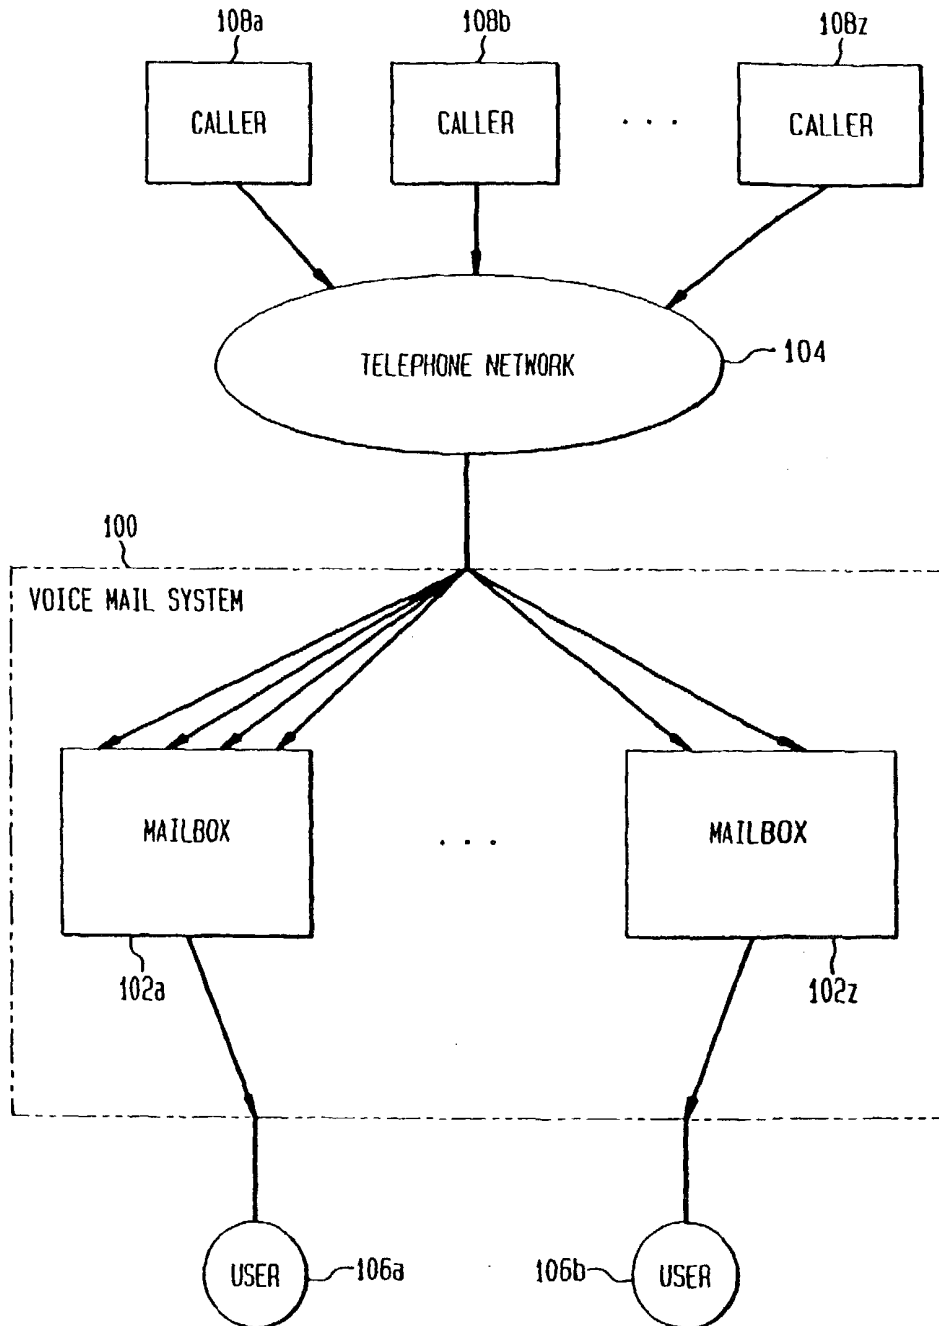 108a
108b
108z
CALLER
CALLER
. . .
CALLER
TELEPHONE NETWORK
104
100
VOICE MAIL SYSTEM
MAILBOX
. . .
MAILBOX
102a
102z
USER
106a
106b
USER